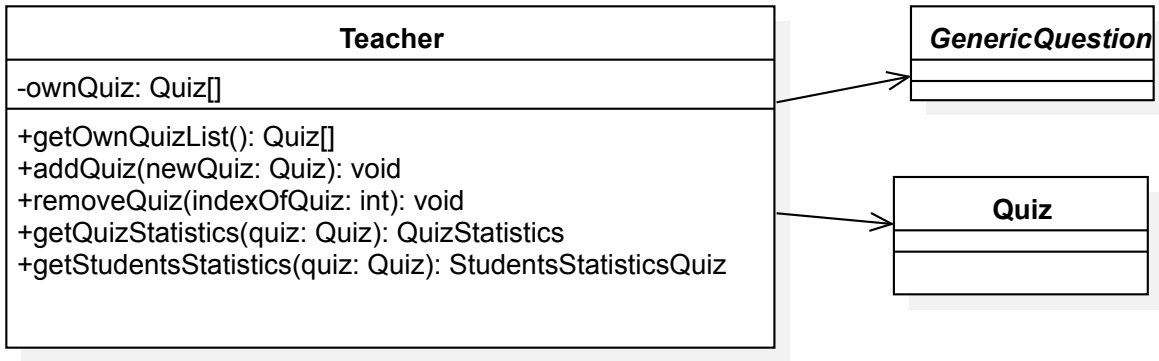 Teacher
-ownQuiz: Quiz[]
+getOwnQuizList(): Quiz[]
+addQuiz(newQuiz: Quiz): void
+removeQuiz(indexOfQuiz: int): void
+getQuizStatistics(quiz: Quiz): QuizStatistics
+getStudentsStatistics(quiz: Quiz): StudentsStatisticsQuiz
GenericQuestion
Quiz